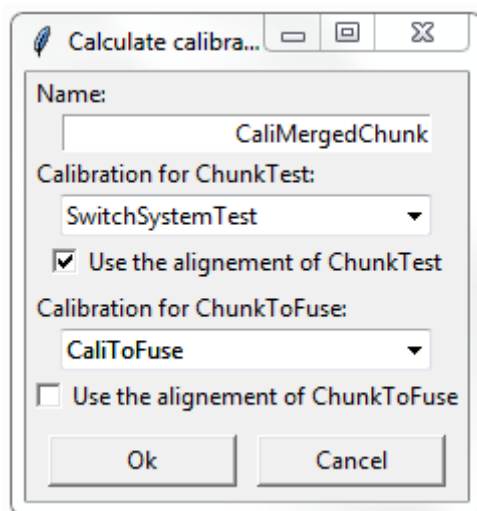 Calculate calibra...
Name:
CaliMergedChunk
Calibration for ChunkTest:
SwitchSystemTest
Use the alignement of ChunkTest
Calibration for ChunkToFuse:
CaliToFuse
Use the alignement of ChunkToFuse
Ok Cancel